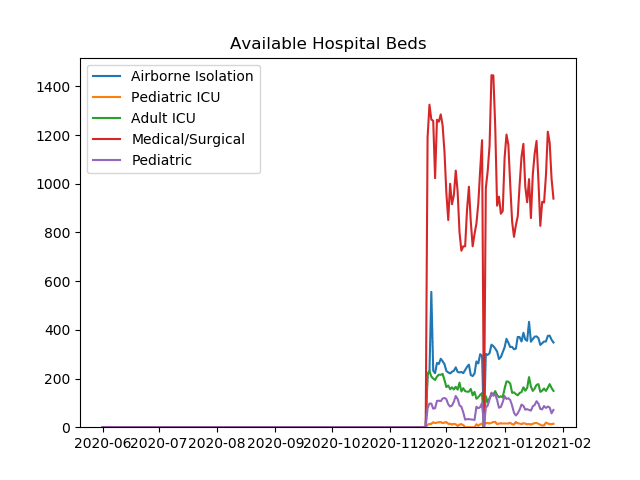 Available Hospital Beds
Airborne Isolation
Pediatric ICU
Adult ICU
Medical/Surgical
Pediatric
1400
1200
1000
800
600
400
200
0
2020-06 2020-07 2020-08 2020-09 2020-10 2020-11 2020-12 2021-01 2021-02